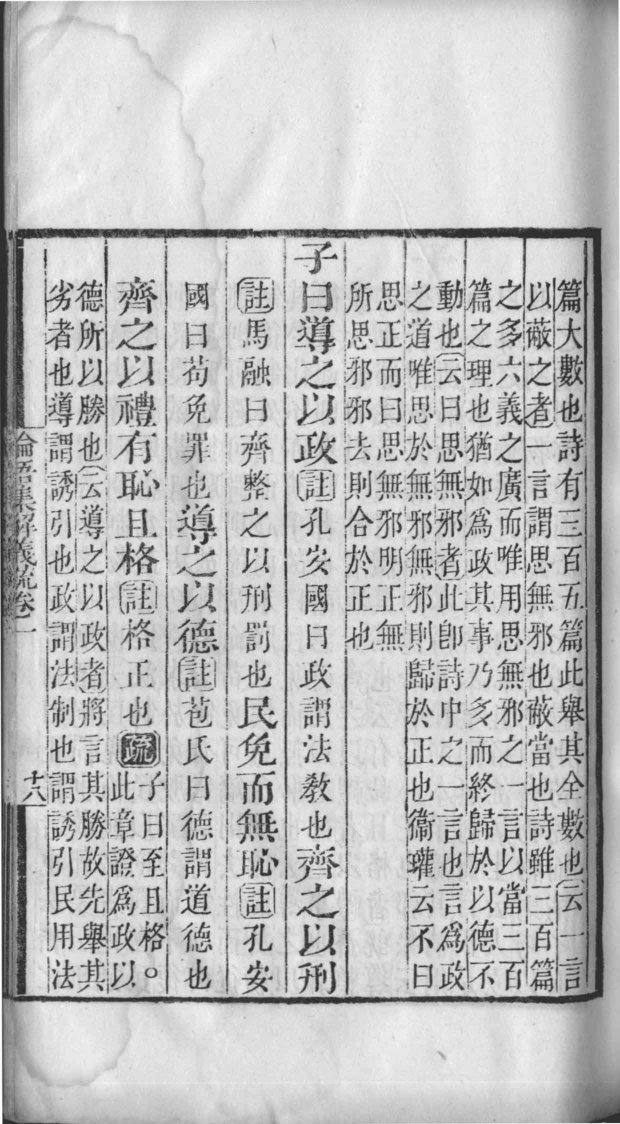 篇大數也詩有三百五篇此舉其全數也云一言
以蔽之者一言謂思無邪也蔽當也詩雖三百篇
之多六義之廣而唯用思無邪之一言以當三百
篇之理也猶如爲政其事乃多而終歸於以德不
動也云曰思無邪者此卽詩中之一言也言爲政
之道唯思於無邪無邪則歸於正也衞瓘云不曰
思正而曰思無邪明正無
所思邪邪去則合於正也
子曰導之以政註孔安國曰政謂法敎也齊之以刑
註馬融曰齊整之以刑罰也民免而無恥註孔安
國曰苟免罪也導之以德註苞氏曰德謂道德也
齊之以禮有恥且格註格正也疏子曰至且格。
此章證爲政以
德所以勝也云導之以政者將言其勝故先舉其
劣者也導謂誘引也政謂法制也謂誘引民用法
論語集解義疏卷一
十八